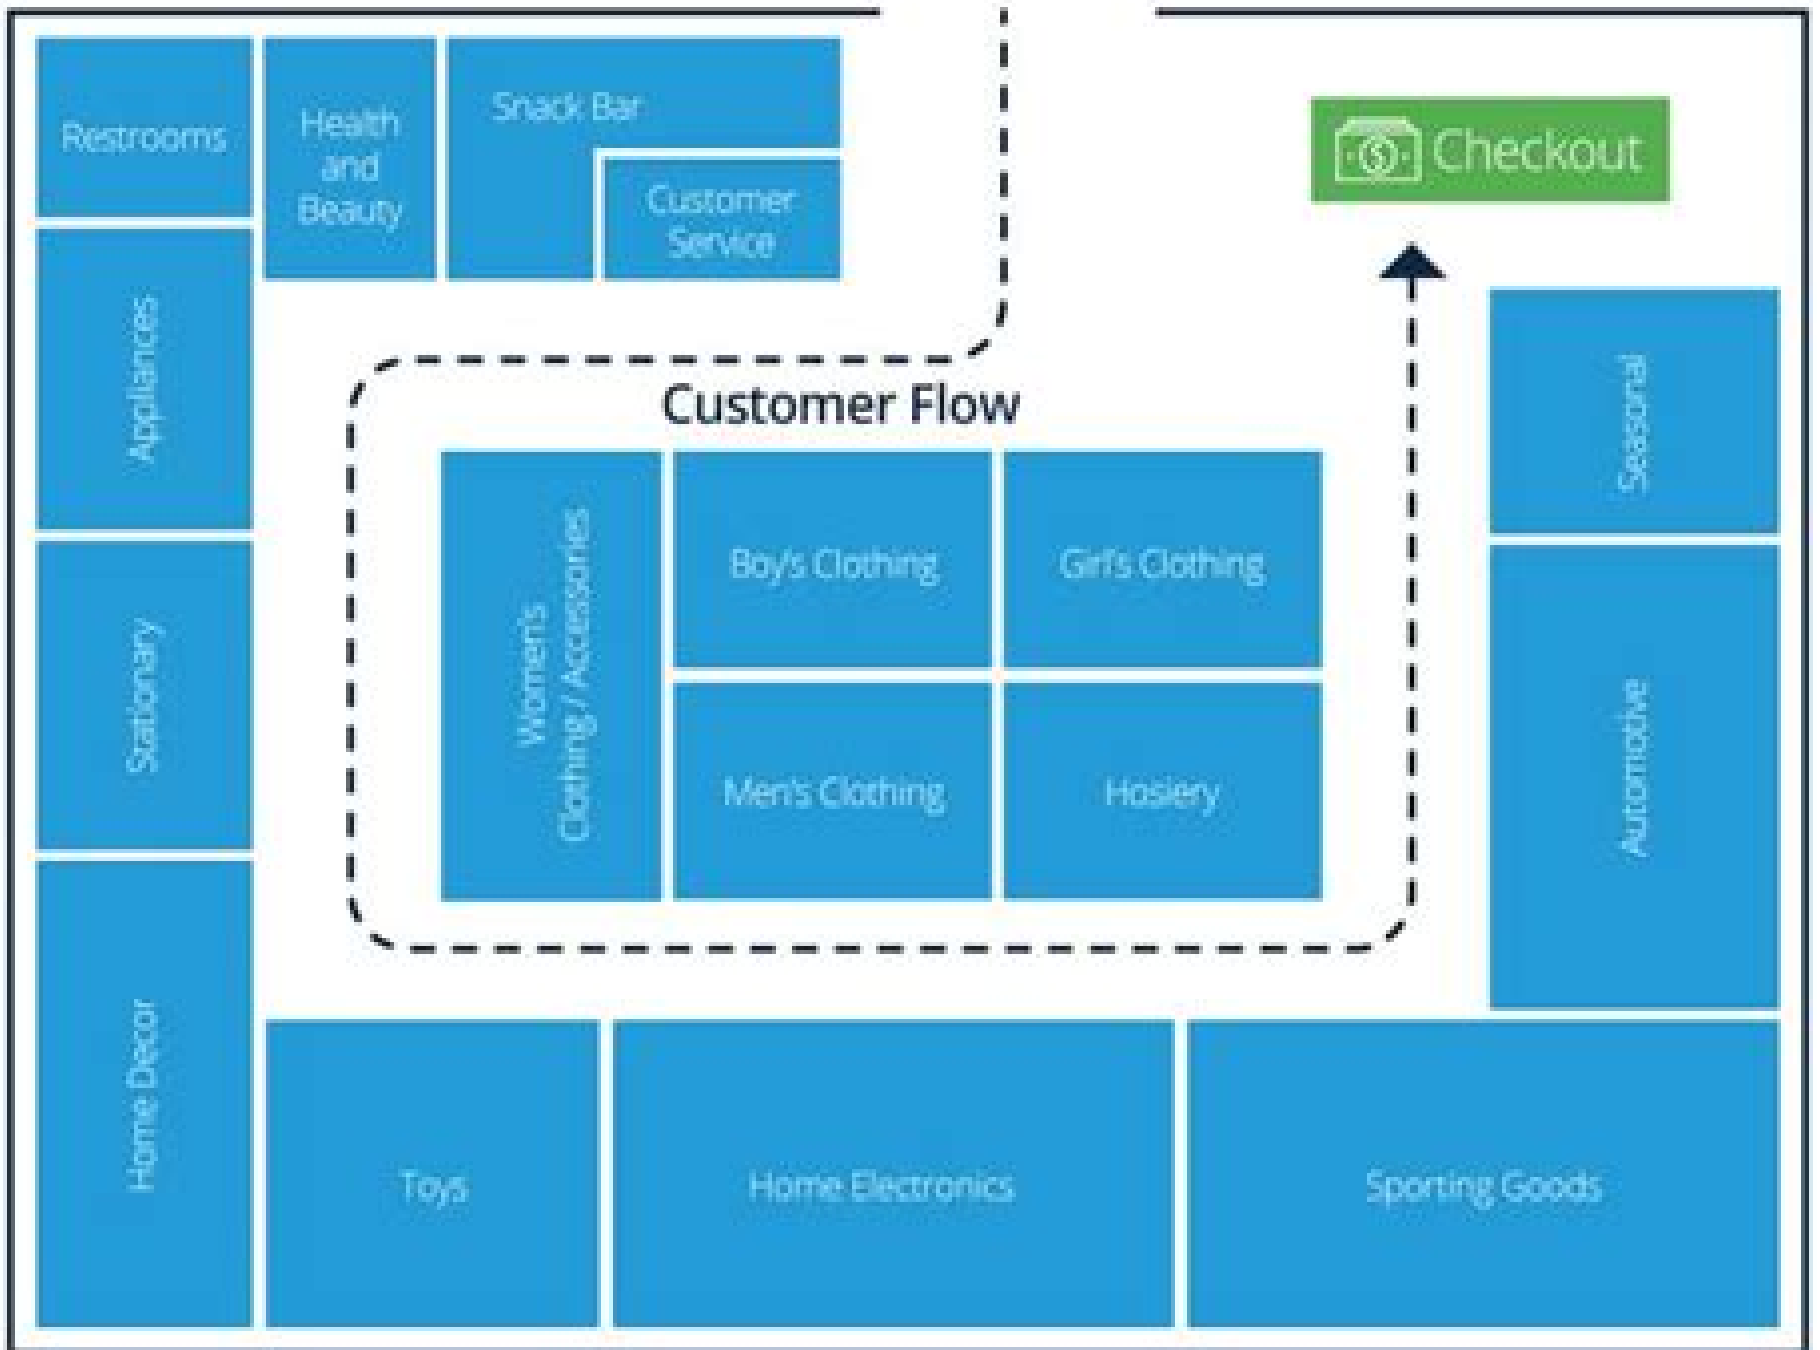 Restrooms
Health
and
Beauty
Snack Bar
Customer
Service
Checkout
Appliances
Customer Flow
Seasonal
Women's
Clothing / Accessories
Boy's Clothing
Girl's Clothing
Stationary
Men's Clothing
Hosiery
Automotive
Home Decor
Toys
Home Electronics
Sporting Goods